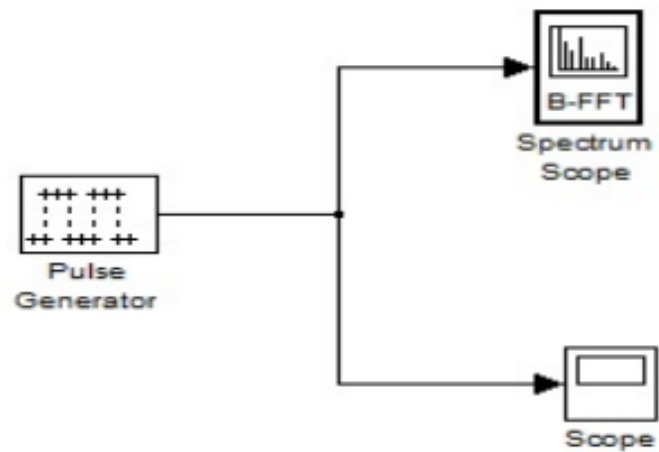 B-FFT
Spectrum
Scope
Pulse
Generator
Scope